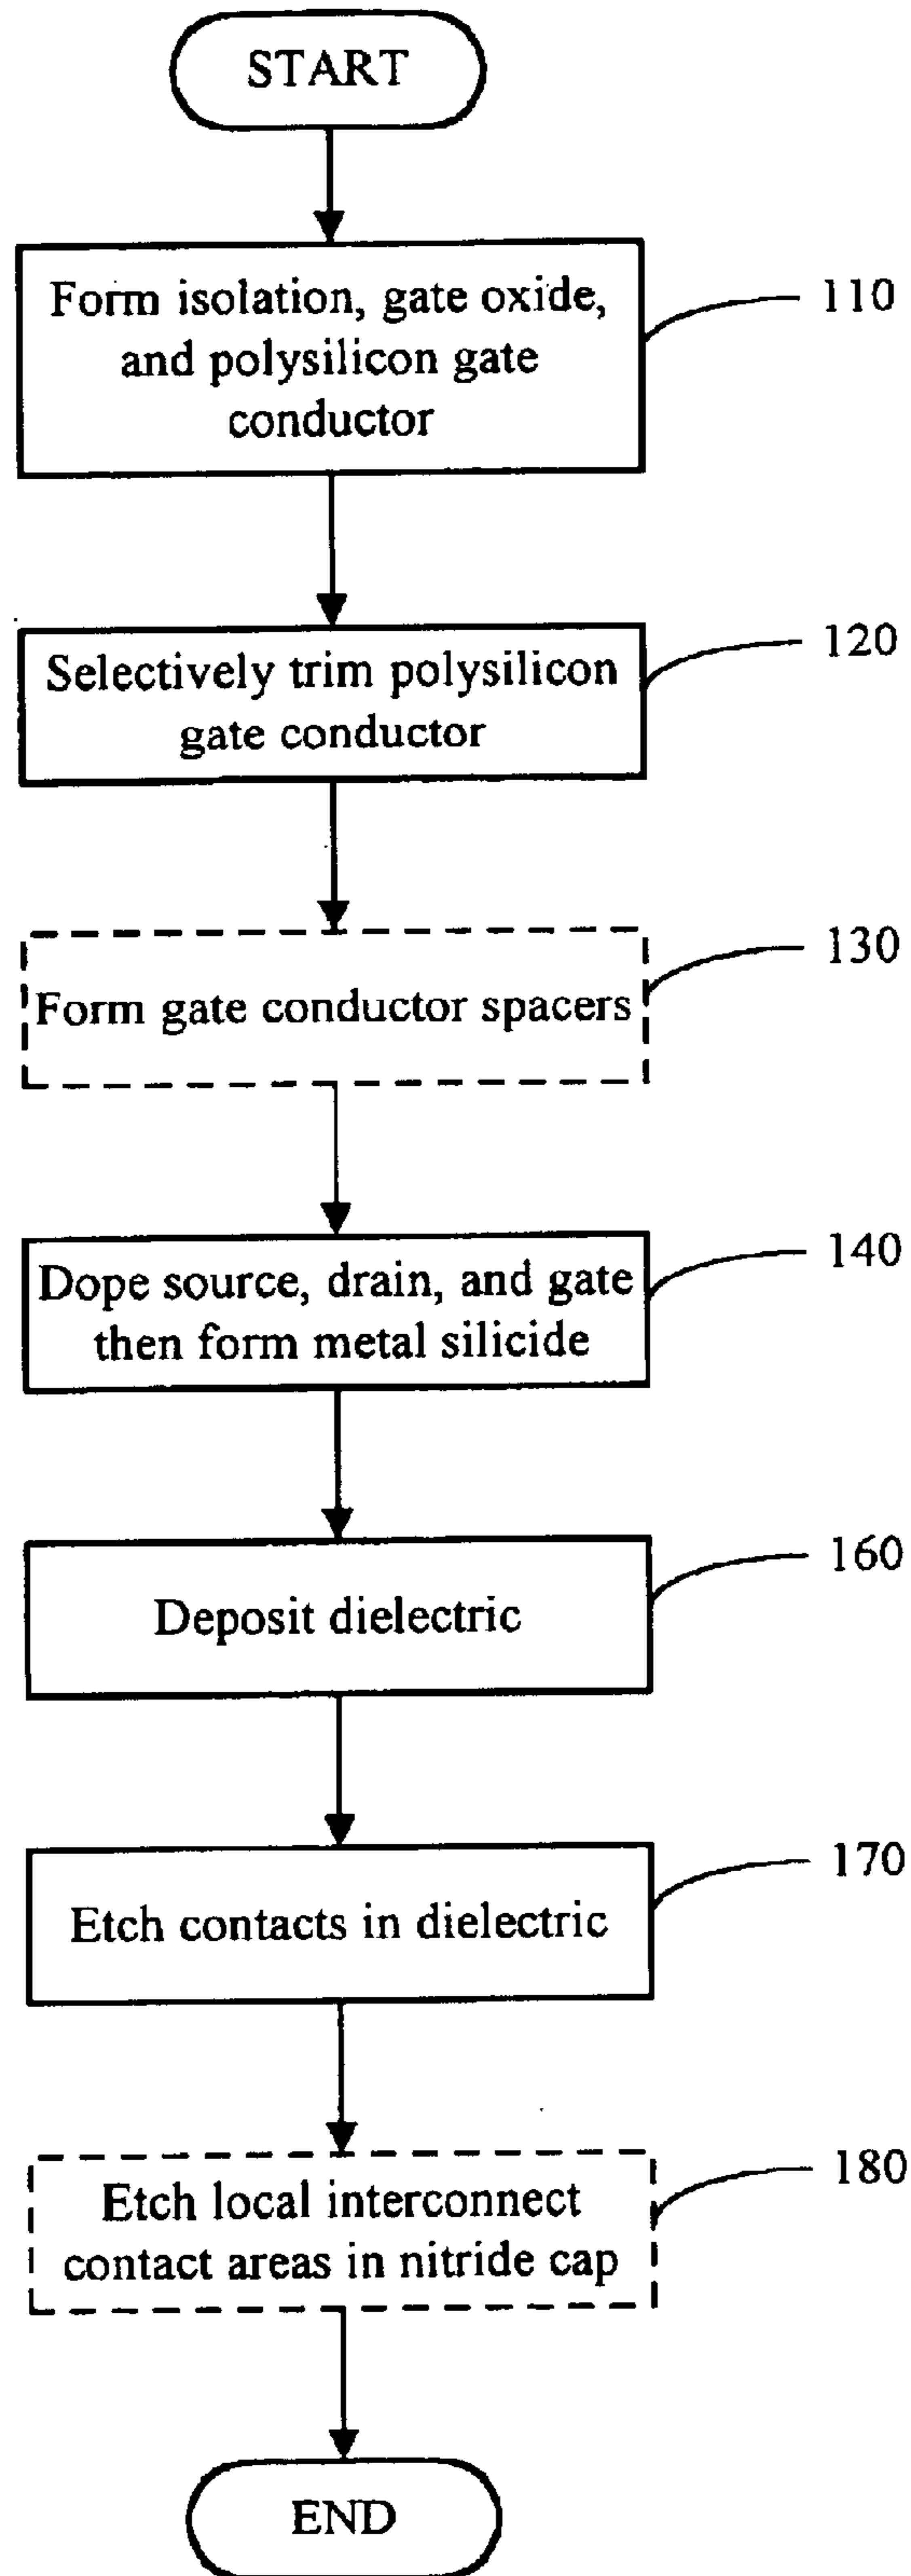 START
Form isolation, gate oxide,
and polysilicon gate
conductor
110
Selectively trim polysilicon
gate conductor
120
Form gate conductor spacers
130
Dope source, drain, and gate
then form metal silicide
140
Deposit dielectric
160
Etch contacts in dielectric
170
Etch local interconnect
contact areas in nitride cap
180
END